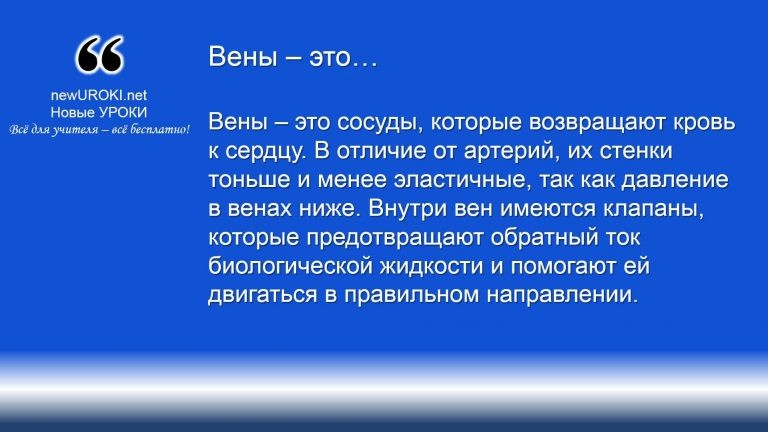 ❝
newUROKI.net
Новые УРОКИ
Всё для учителя – всё бесплатно!
Вены – это…
Вены – это сосуды, которые возвращают кровь
к сердцу. В отличие от артерий, их стенки
тоньше и менее эластичные, так как давление
в венах ниже. Внутри вен имеются клапаны,
которые предотвращают обратный ток
биологической жидкости и помогают ей
двигаться в правильном направлении.